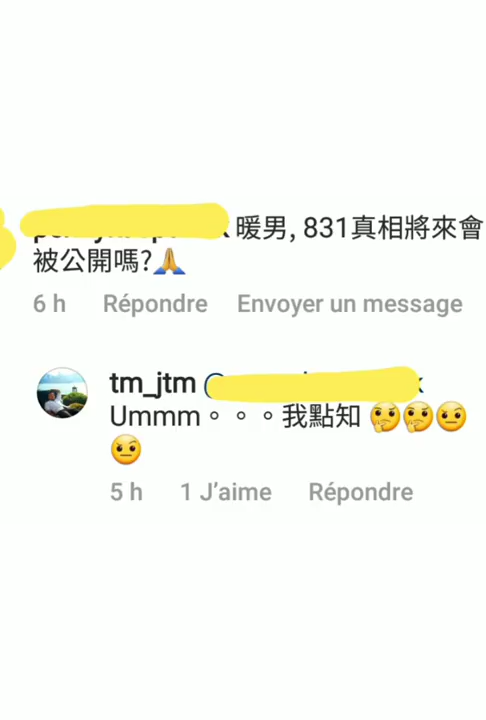 暖男, 831真相將來會
被公開嗎?🙏
6 h Répondre Envoyer un message
tm_jtm
Ummm。。。我點知 🤔🤔🤨
🤨
5 h 1 J’aime Répondre